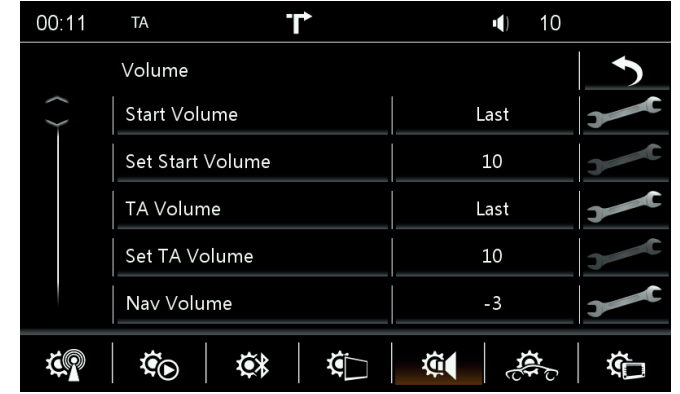 00:11 TA 10
Volume
Start Volume Last
Set Start Volume 10
TA Volume Last
Set TA Volume 10
Nav Volume -3